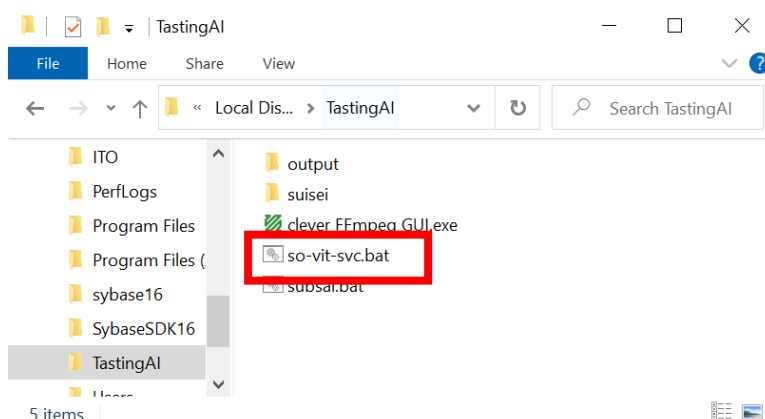 TastingAI
File Home Share View
?
« Local Dis... > TastingAI
Search TastingAI
ITO
PerfLogs
Program Files
Program Files (
sybase16
SybaseSDK16
TastingAI
Users
output
suisei
clever FFmpeg GUI.exe
so-vit-svc.bat
subsai.bat
5 items